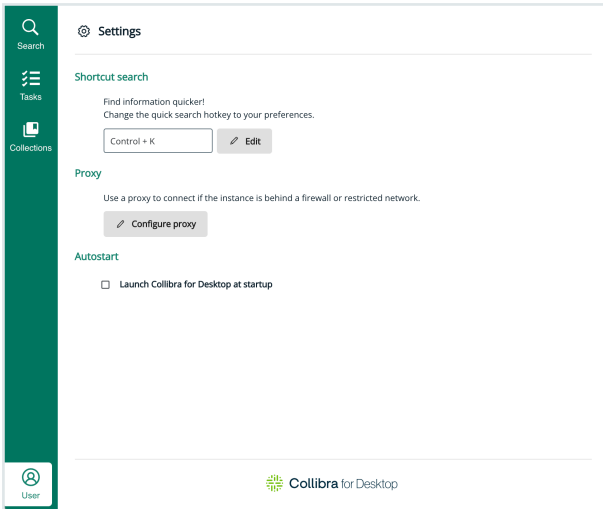 Search
Tasks
Collections
User
Settings
Shortcut search
Find information quicker!
Change the quick search hotkey to your preferences.
Control + K
Edit
Proxy
Use a proxy to connect if the instance is behind a firewall or restricted network.
Configure proxy
Autostart
Launch Collibra for Desktop at startup
Collibra for Desktop